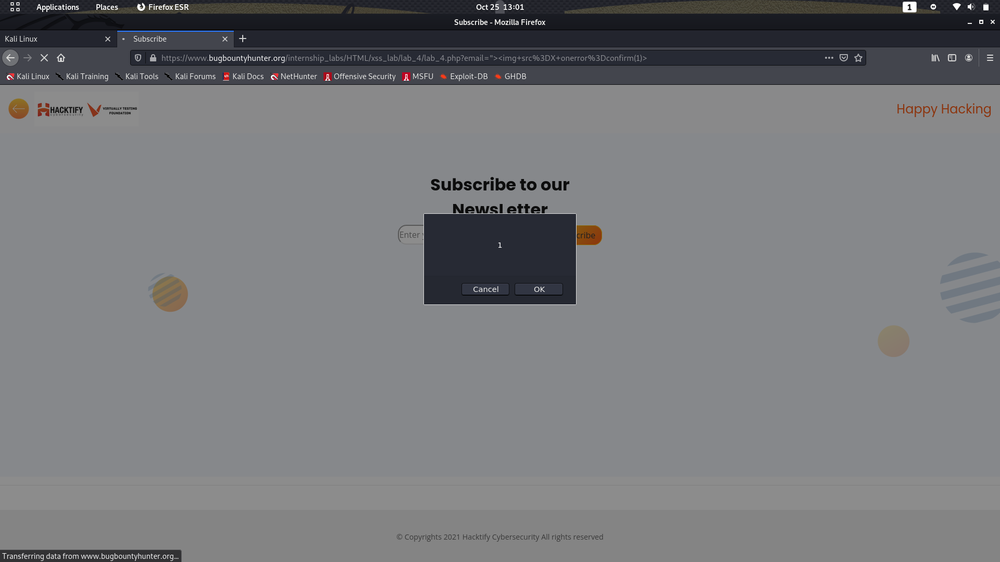 Applications Places Firefox ESR Oct 25 13:01 1
Subscribe - Mozilla Firefox
Kali Linux Subscribe
https://www.bugbountyhunter.org/internship_labs/HTML/xss_lab/lab_4/lab_4.php?email="><img+src%3DX+onerror%3Dconfirm(1)>
Kali Linux Kali Training Kali Tools Kali Forums Kali Docs NetHunter Offensive Security MSFU Exploit-DB GHDB
HACKTIFY
cybersecurity
VIRTUALLY TESTING
FOUNDATION
Happy Hacking
Subscribe to our
NewsLetter
Enter
cribe
1
Cancel OK
© Copyrights 2021 Hacktify Cybersecurity All rights reserved
Transferring data from www.bugbountyhunter.org...